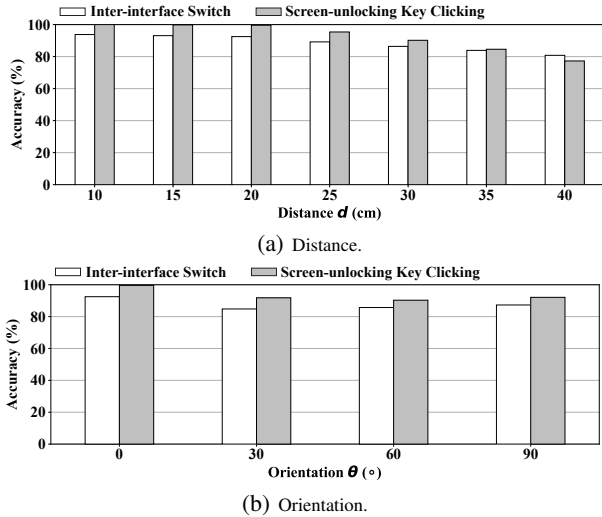 Inter-interface Switch Screen-unlocking Key Clicking
100
80
60
40
20
0
Accuracy (%)
10 15 20 25 30 35 40
Distance d (cm)
(a) Distance.
Inter-interface Switch Screen-unlocking Key Clicking
100
80
60
40
20
0
Accuracy (%)
0 30 60 90
Orientation θ (∘)
(b) Orientation.